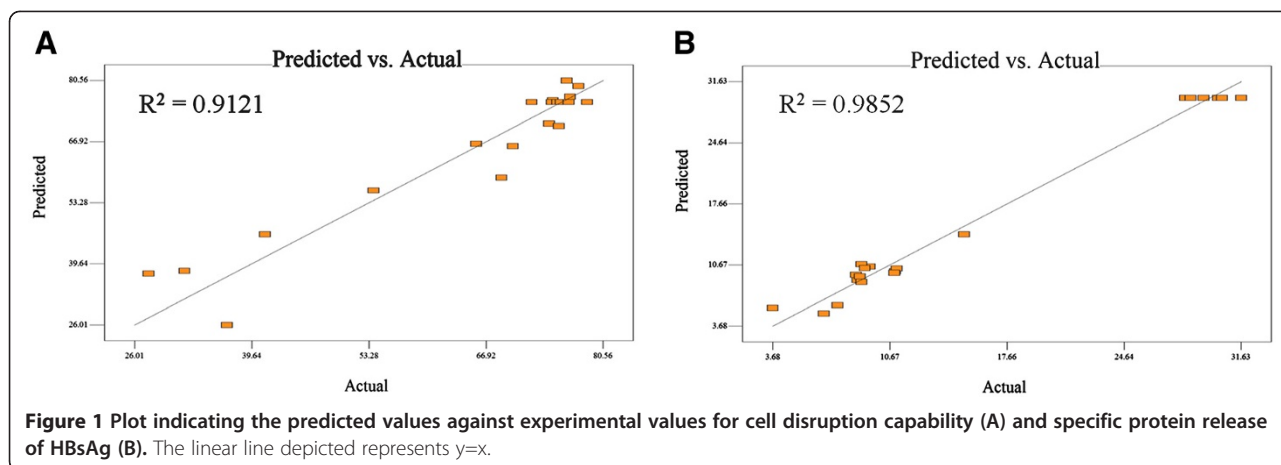 A
Predicted vs. Actual
R² = 0.9121
Predicted
80.56
66.92
53.28
39.64
26.01
26.01 39.64 53.28 66.92 80.56
Actual
B
Predicted vs. Actual
R² = 0.9852
Predicted
31.63
24.64
17.66
10.67
3.68
3.68 10.67 17.66 24.64 31.63
Actual
Figure 1 Plot indicating the predicted values against experimental values for cell disruption capability (A) and specific protein release
of HBsAg (B). The linear line depicted represents y=x.